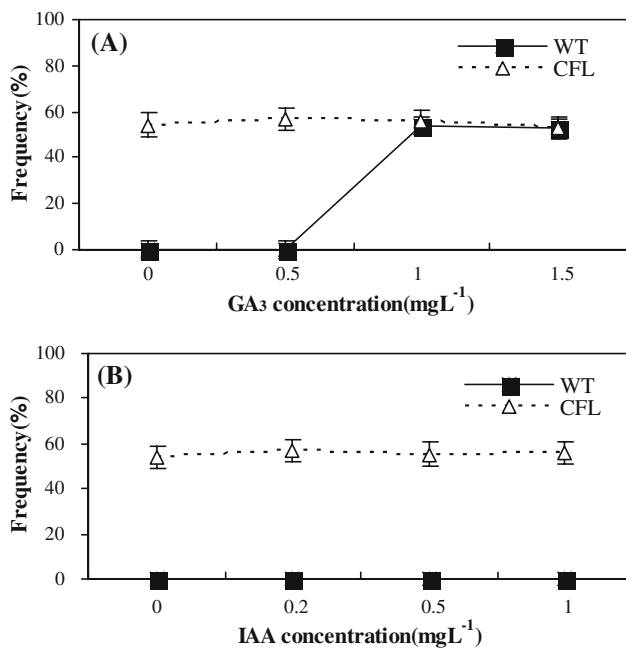 (A)
WT
CFL
100
80
60
40
20
0
Frequency(%)
0 0.5 1 1.5
GA3 concentration(mgL-1)
(B)
WT
CFL
100
80
60
40
20
0
Frequency(%)
0 0.2 0.5 1
IAA concentration(mgL-1)